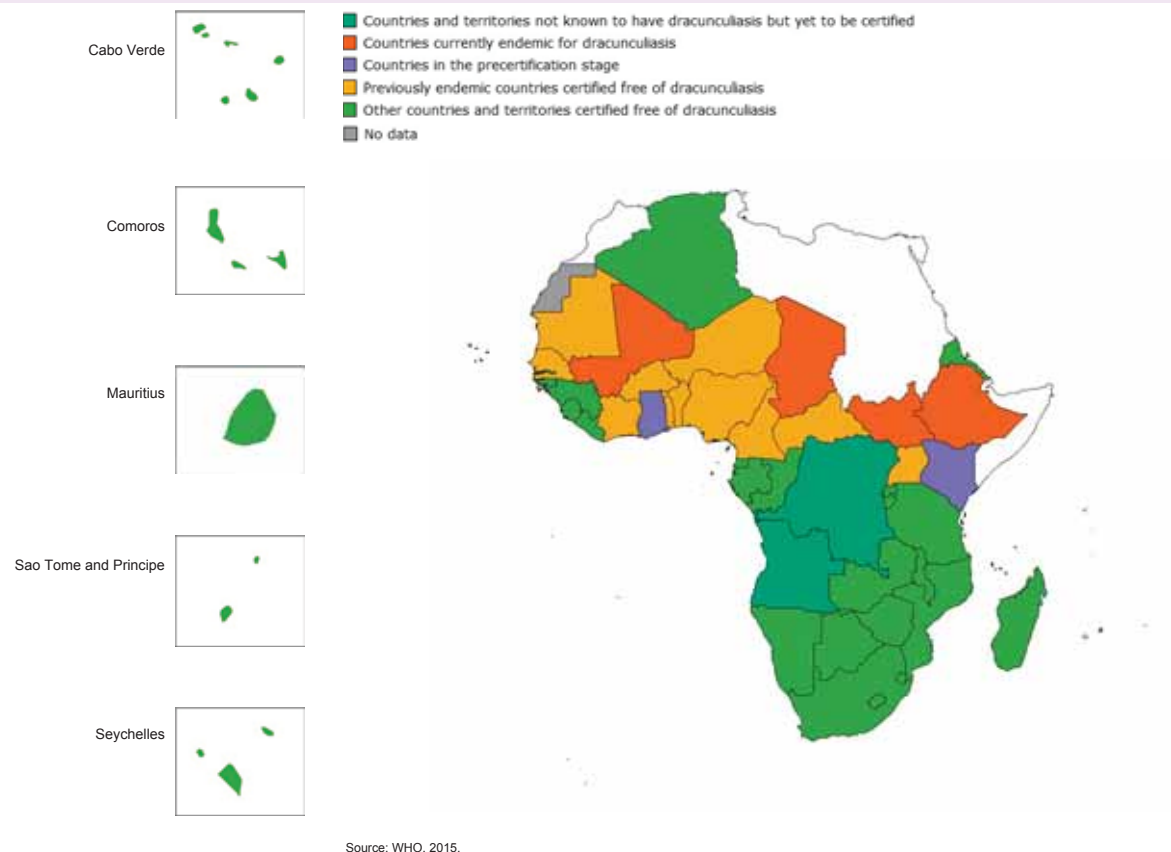 Cabo Verde
Countries and territories not known to have dracunculiasis but yet to be certified
Countries currently endemic for dracunculiasis
Countries in the precertification stage
Previously endemic countries certified free of dracunculiasis
Other countries and territories certified free of dracunculiasis
No data
Comoros
Mauritius
Sao Tome and Principe
Seychelles
Source: WHO, 2015.